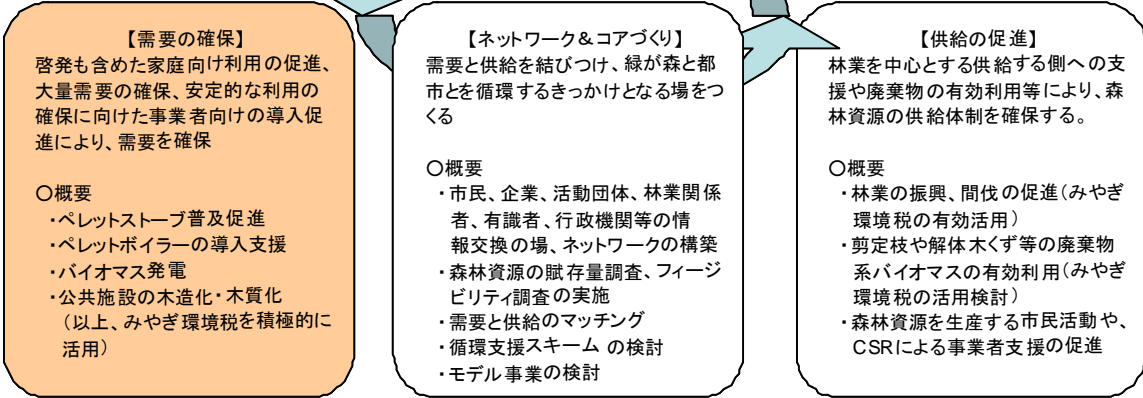 【需要の確保】
啓発も含めた家庭向け利用の促進、
大量需要の確保、安定的な利用の
確保に向けた事業者向けの導入促
進により、需要を確保
○概要
・ペレットストーブ普及促進
・ペレットボイラーの導入支援
・バイオマス発電
・公共施設の木造化・木質化
（以上、みやぎ環境税を積極的に
活用）
【ネットワーク＆コアづくり】
需要と供給を結びつけ、緑が森と都
市とを循環するきっかけとなる場をつ
くる
○概要
・市民、企業、活動団体、林業関係
者、有識者、行政機関等の情
報交換の場、ネットワークの構築
・森林資源の賦存量調査、フィージ
ビリティ調査の実施
・需要と供給のマッチング
・循環支援スキーム の検討
・モデル事業の検討
【供給の促進】
林業を中心とする供給する側への支
援や廃棄物の有効利用等により、森
林資源の供給体制を確保する。
○概要
・林業の振興、間伐の促進（みやぎ
環境税の有効活用）
・剪定枝や解体木くず等の廃棄物
系バイオマスの有効利用（みやぎ
環境税の活用検討）
・森林資源を生産する市民活動や、
CSRによる事業者支援の促進